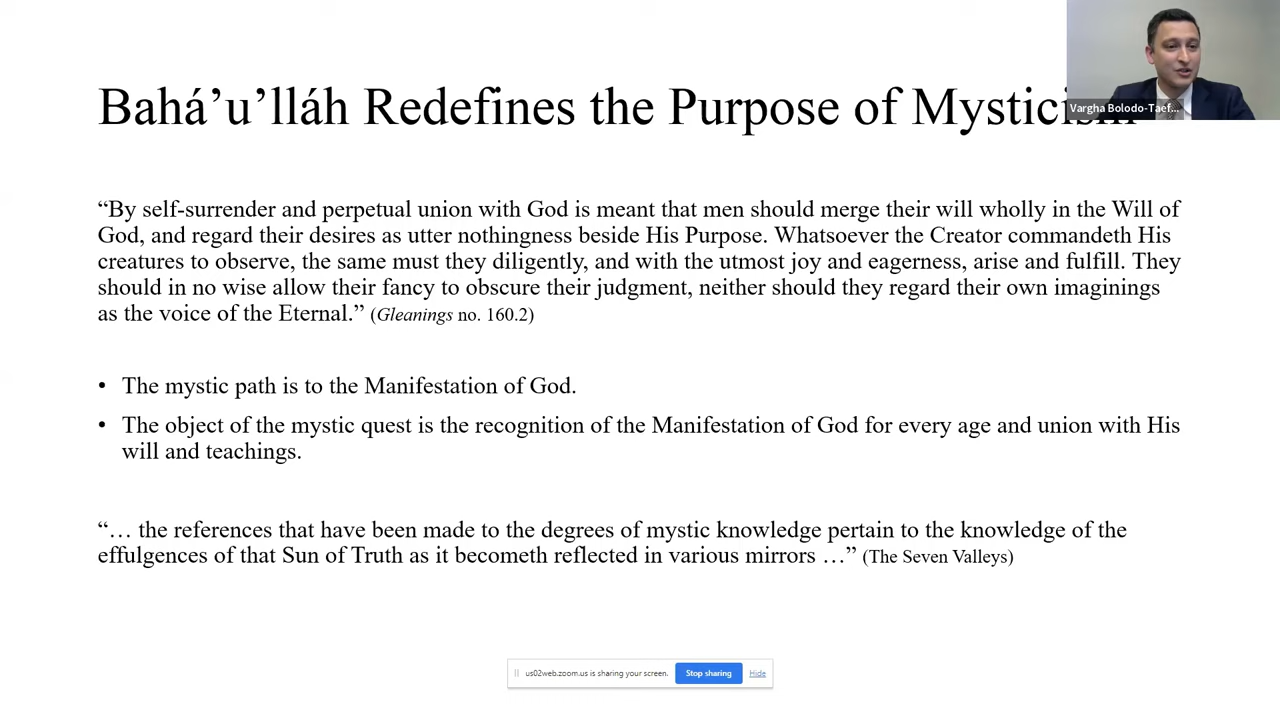 Bahá’u’lláh Redefines the Purpose of Mysticism
Vargha Bolodo-Taef...
“By self-surrender and perpetual union with God is meant that men should merge their will wholly in the Will of
God, and regard their desires as utter nothingness beside His Purpose. Whatsoever the Creator commandeth His
creatures to observe, the same must they diligently, and with the utmost joy and eagerness, arise and fulfill. They
should in no wise allow their fancy to obscure their judgment, neither should they regard their own imaginings
as the voice of the Eternal.” (Gleanings no. 160.2)
• The mystic path is to the Manifestation of God.
• The object of the mystic quest is the recognition of the Manifestation of God for every age and union with His
will and teachings.
“… the references that have been made to the degrees of mystic knowledge pertain to the knowledge of the
effulgences of that Sun of Truth as it becometh reflected in various mirrors …” (The Seven Valleys)
us02web.zoom.us is sharing your screen. Stop sharing Hide